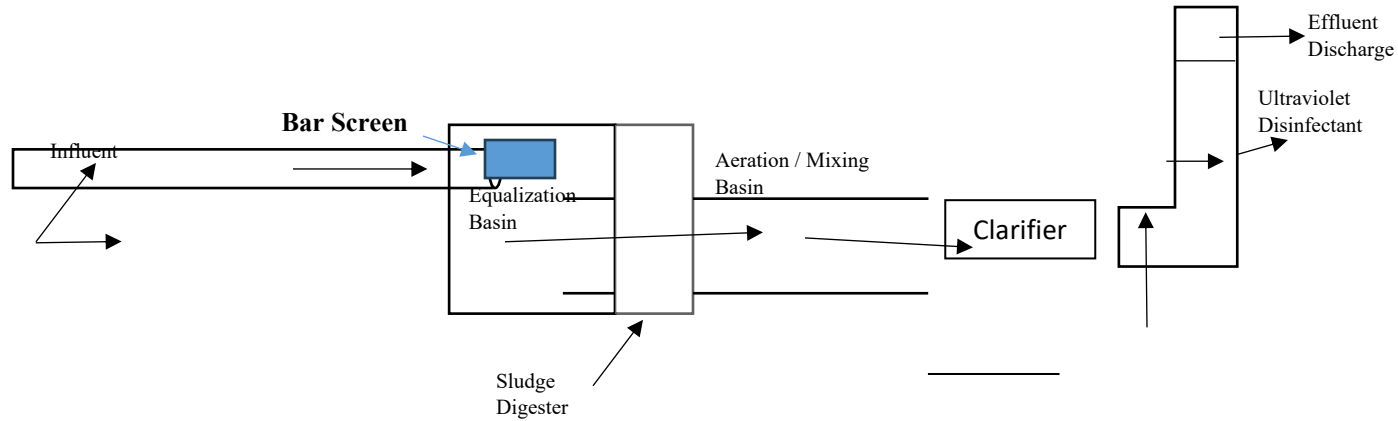 Effluent
Discharge
Ultraviolet
Disinfectant
Bar Screen
Influent
Aeration / Mixing
Basin
Equalization
Basin
Clarifier
Sludge
Digester